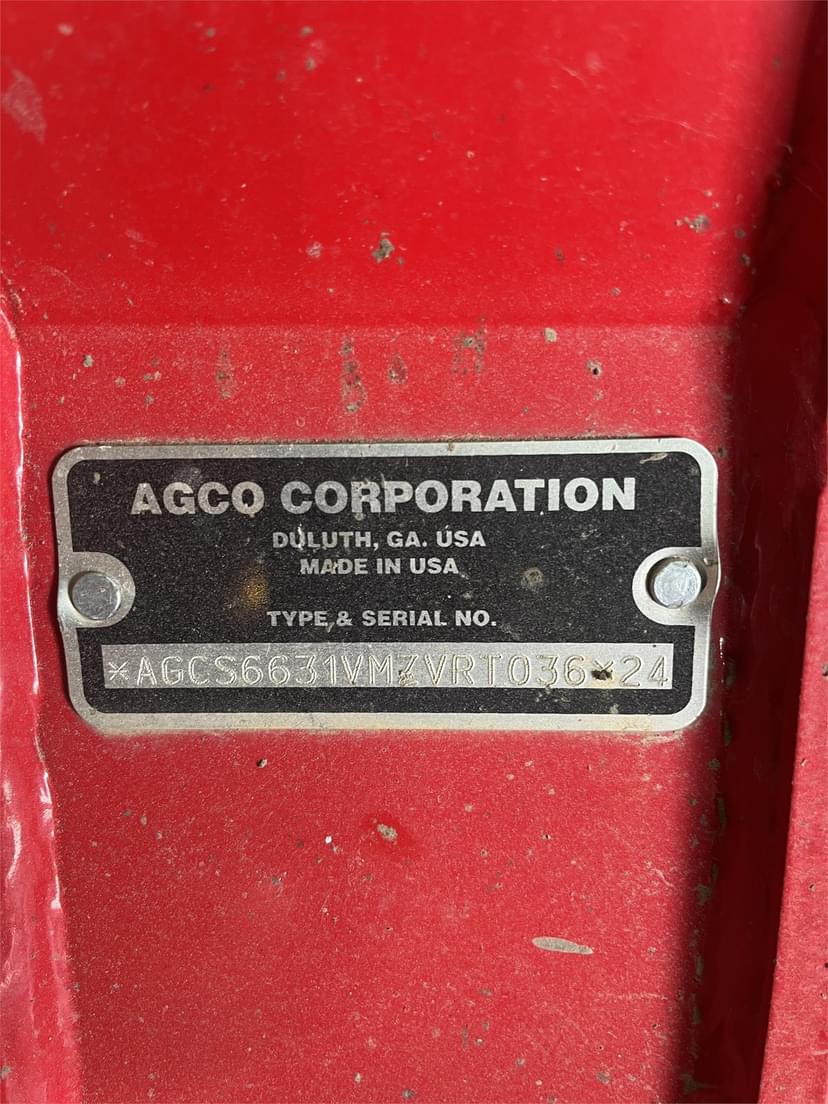 AGCO CORPORATION
DULUTH, GA. USA
MADE IN USA
TYPE & SERIAL NO.
*AGCS6631VMZVRT036*24